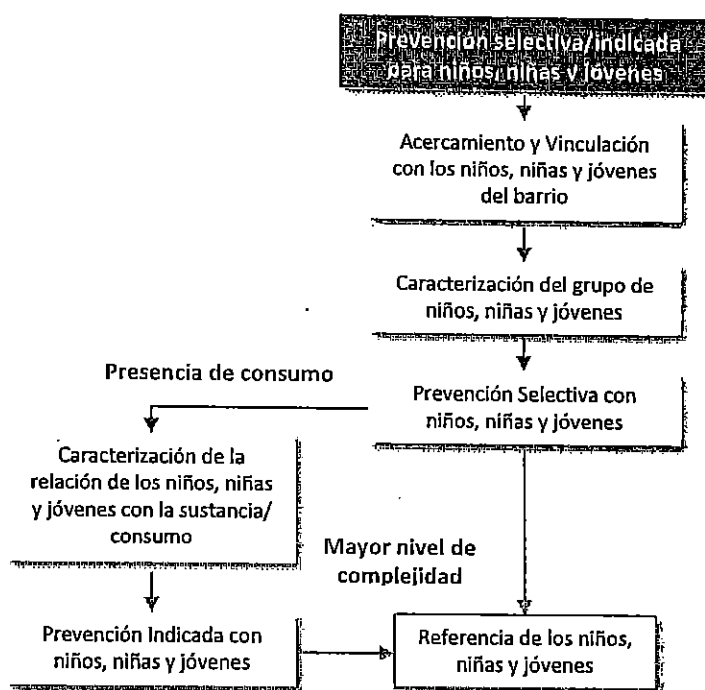 Prevención selectiva/indicada
para niños, niñas y jóvenes
Acercamiento y Vinculación
con los niños, niñas y jóvenes
del barrio
Caracterización del grupo de
niños, niñas y jóvenes
Presencia de consumo
Prevención Selectiva con
niños, niñas y jóvenes
Caracterización de la
relación de los niños, niñas
y jóvenes con la sustancia/
consumo
Mayor nivel de
complejidad
Prevención Indicada con
niños, niñas y jóvenes
Referencia de los niños,
niñas y jóvenes